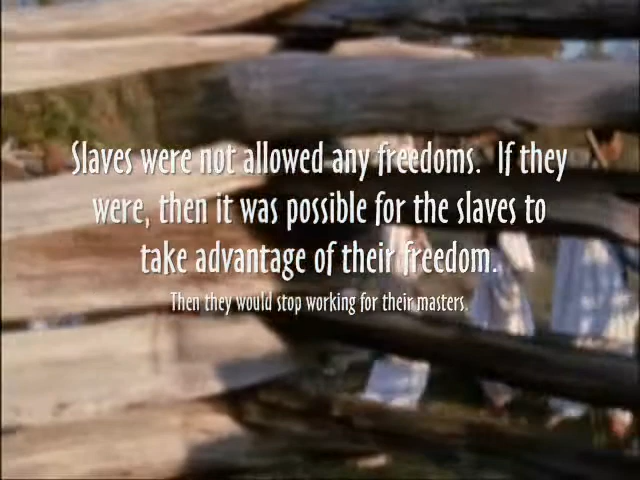 Slaves were not allowed any freedoms. If they
were, then it was possible for the slaves to
take advantage of their freedom.
Then they would stop working for their masters.